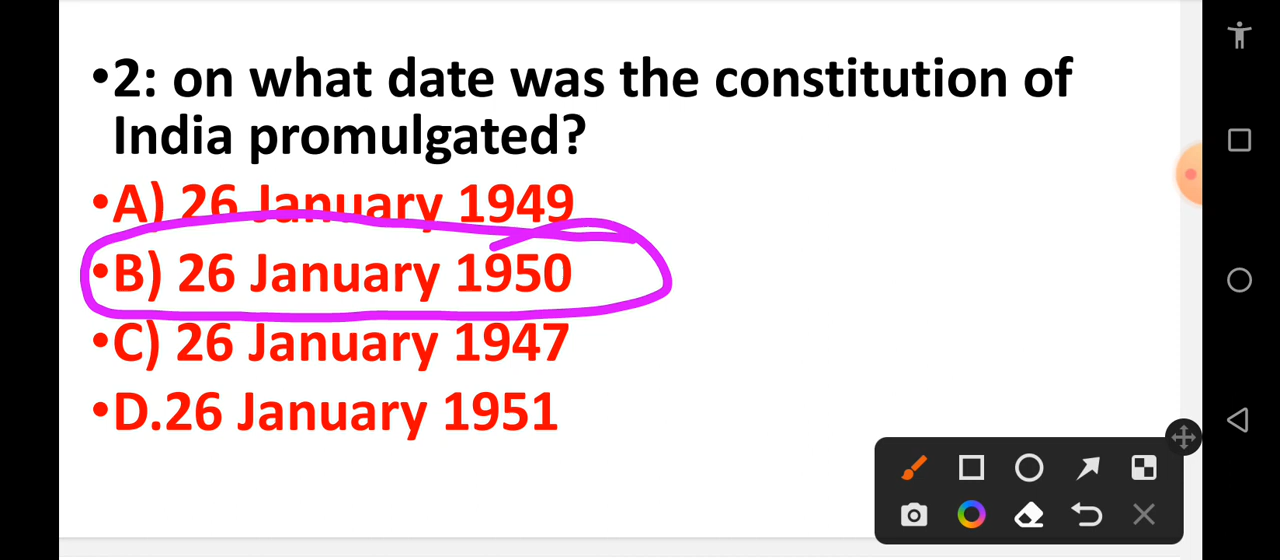 •2: on what date was the constitution of
India promulgated?
•A) 26 January 1949
•B) 26 January 1950
•C) 26 January 1947
•D.26 January 1951